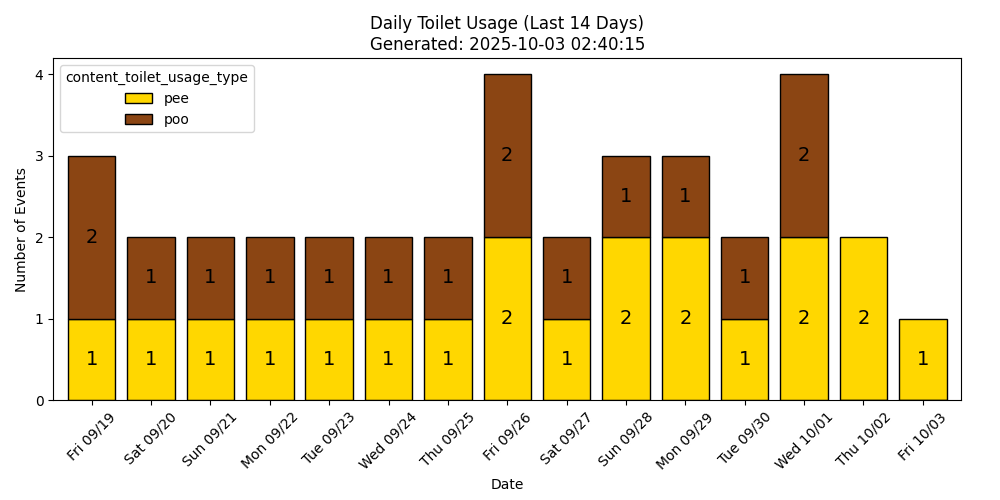 Daily Toilet Usage (Last 14 Days)
Generated: 2025-10-03 02:40:15
content_toilet_usage_type
pee
poo
Number of Events
4
3
2
1
0
2 1 1 1 1 1 1 2 1 1 1 1 2
1 1 1 1 1 1 1 2 1 2 2 1 2 2 1
Fri 09/19
Sat 09/20
Sun 09/21
Mon 09/22
Tue 09/23
Wed 09/24
Thu 09/25
Fri 09/26
Sat 09/27
Sun 09/28
Mon 09/29
Tue 09/30
Wed 10/01
Thu 10/02
Fri 10/03
Date